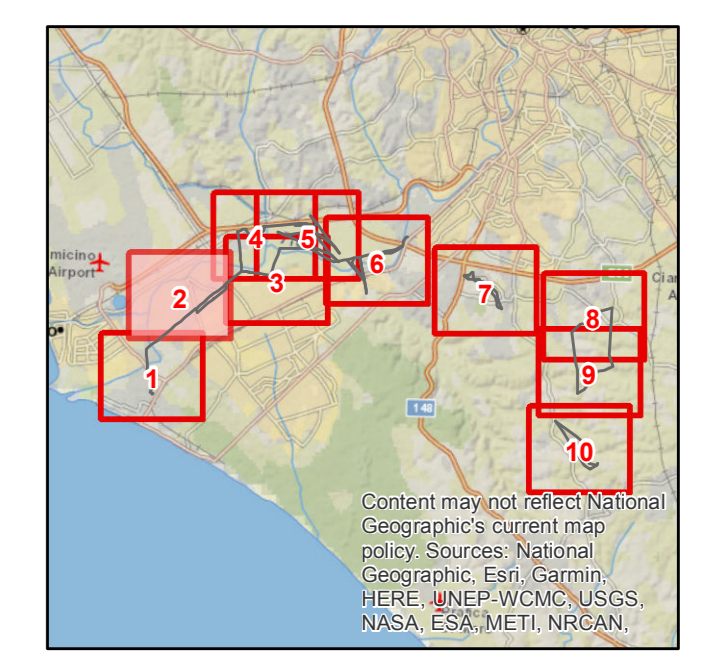 micino
Airport
o
4
5
6
3
2
7
Cian
A
8
1
9
148
10
Content may not reflect National
Geographic's current map
policy. Sources: National
Geographic, Esri, Garmin,
HERE, UNEP-WCMC, USGS,
NASA, ESA, METI, NRCAN,